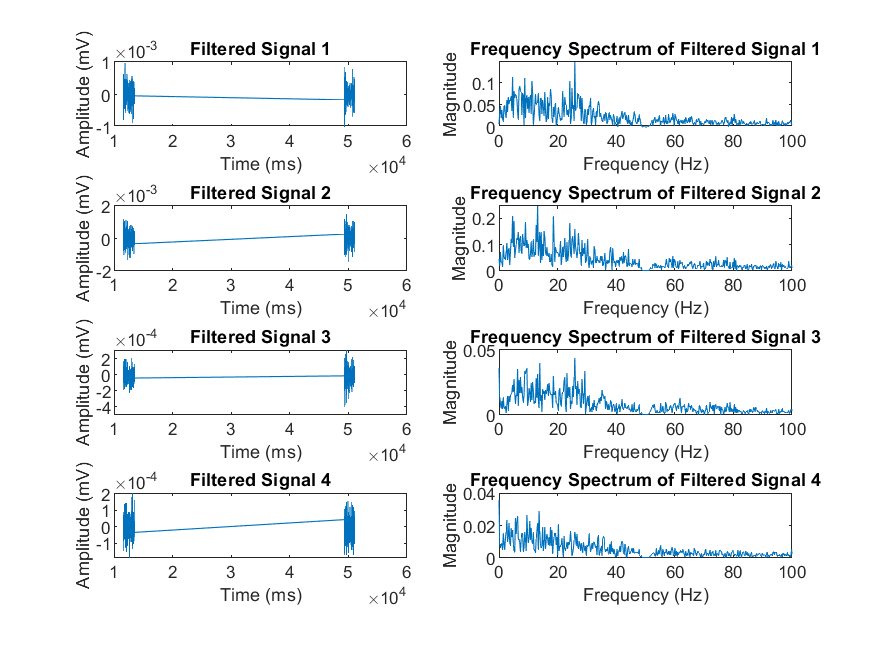 Filtered Signal 1
×10⁻³
Amplitude (mV)
1
0
-1
1 2 3 4 5 6
Time (ms)
×10⁴
Frequency Spectrum of Filtered Signal 1
Magnitude
0.1
0.05
0
0 20 40 60 80 100
Frequency (Hz)
Filtered Signal 2
×10⁻³
Amplitude (mV)
2
0
-2
1 2 3 4 5 6
Time (ms)
×10⁴
Frequency Spectrum of Filtered Signal 2
Magnitude
0.2
0.1
0
0 20 40 60 80 100
Frequency (Hz)
Filtered Signal 3
×10⁻⁴
Amplitude (mV)
2
0
-2
-4
1 2 3 4 5 6
Time (ms)
×10⁴
Frequency Spectrum of Filtered Signal 3
Magnitude
0.05
0
0 20 40 60 80 100
Frequency (Hz)
Filtered Signal 4
×10⁻⁴
Amplitude (mV)
2
1
0
-1
1 2 3 4 5 6
Time (ms)
×10⁴
Frequency Spectrum of Filtered Signal 4
Magnitude
0.04
0.02
0
0 20 40 60 80 100
Frequency (Hz)